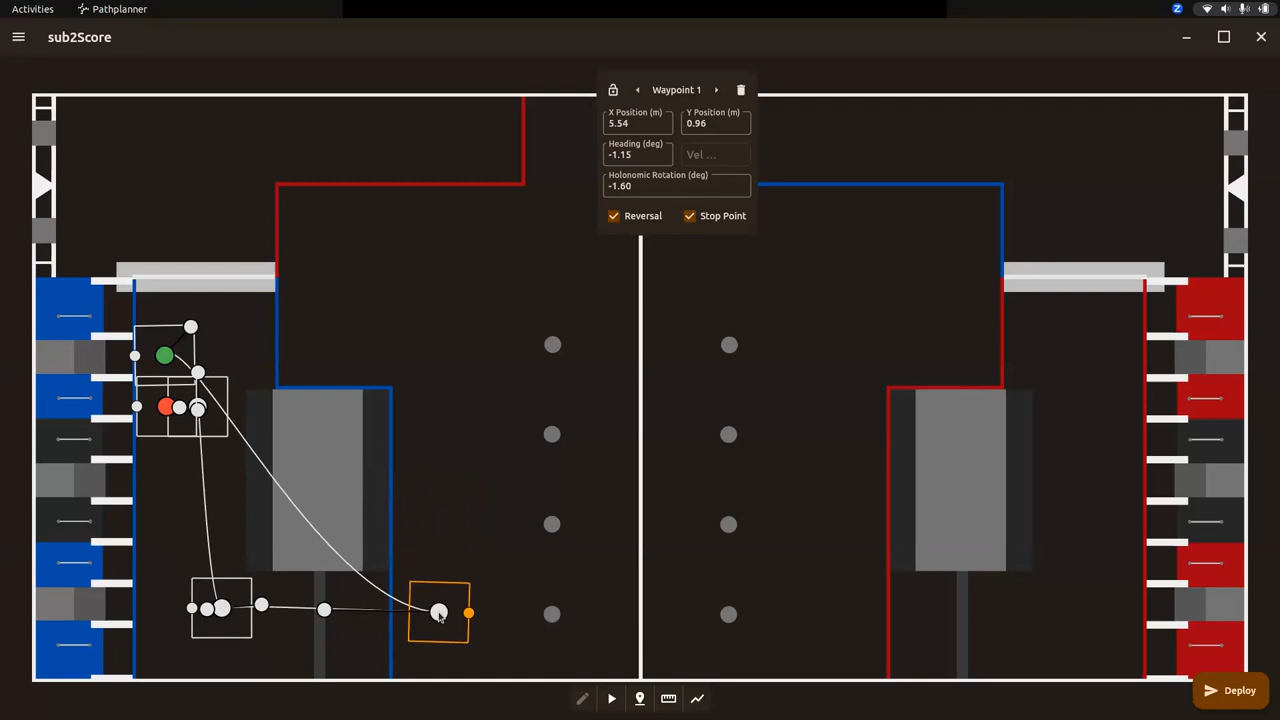 Activities
Pathplanner
Z
sub2Score
Waypoint 1
X Position (m)
Y Position (m)
5.54
0.96
Heading (deg)
-1.15
Vel ...
Holonomic Rotation (deg)
-1.60
Reversal
Stop Point
Deploy